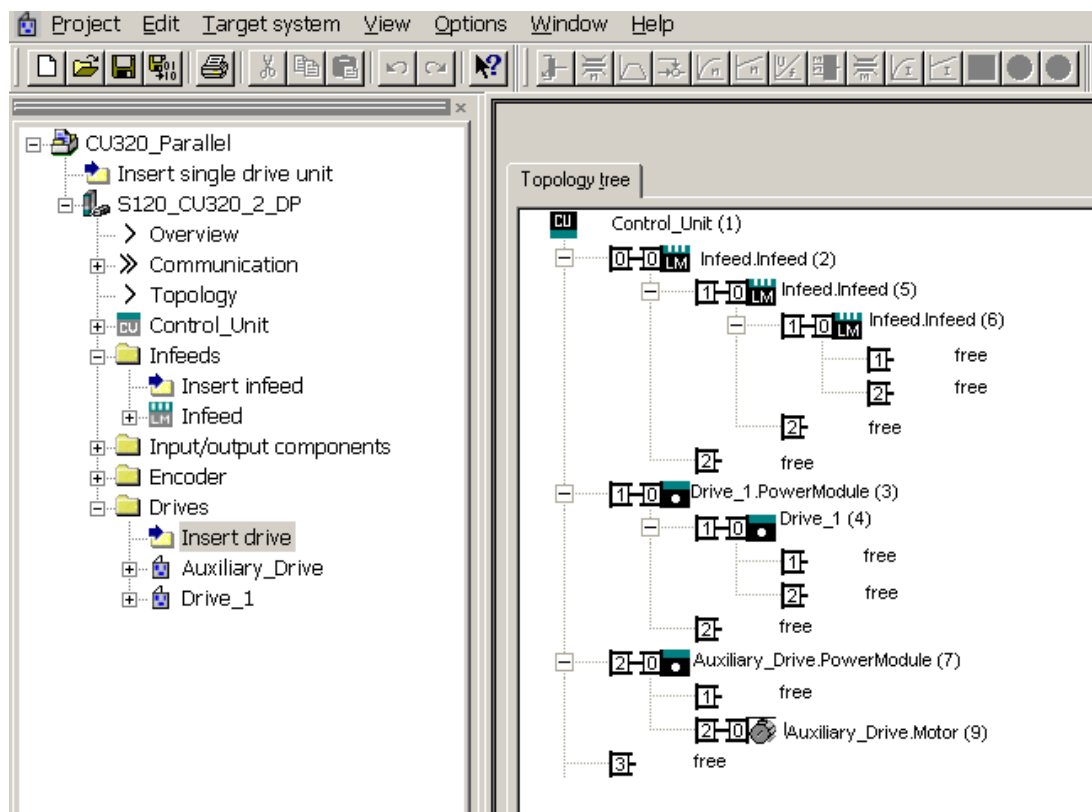 Project Edit Target system View Options Window Help
CU320_Parallel
Insert single drive unit
S120_CU320_2_DP
Overview
Communication
Topology
CU Control_Unit
Infeeds
Insert infeed
LM Infeed
Input/output components
Encoder
Drives
Insert drive
Auxiliary_Drive
Drive_1
Topology tree
CU Control_Unit (1)
0 0 LM Infeed.Infeed (2)
1 0 LM Infeed.Infeed (5)
1 0 LM Infeed.Infeed (6)
1 free
2 free
2 free
2 free
1 0 Drive_1.PowerModule (3)
1 0 Drive_1 (4)
1 free
2 free
2 free
2 0 Auxiliary_Drive.PowerModule (7)
1 free
2 0 Auxiliary_Drive.Motor (9)
3 free